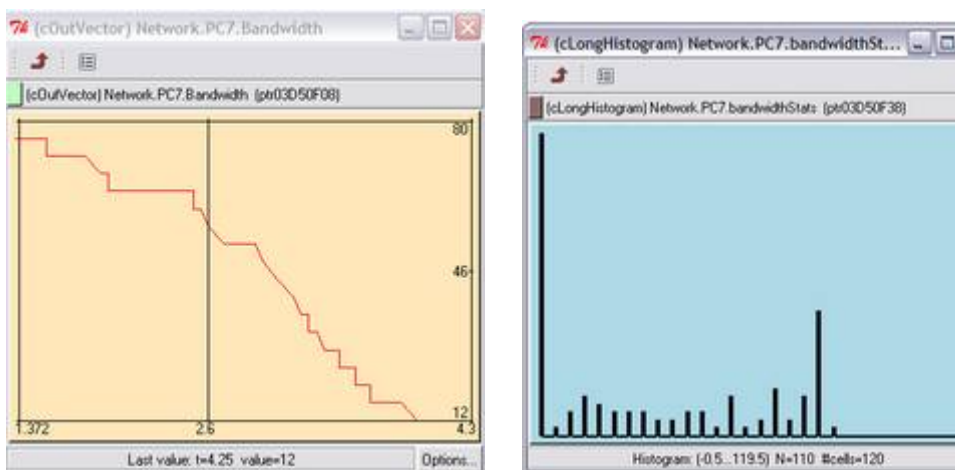 (cOutVector) Network.PC7.Bandwidth
(cOutVector) Network.PC7.Bandwidth (ptr03D50F08)
80
46
12
1.372
2.6
4.3
Last value: t=4.25 value=12
Options...
(cLongHistogram) Network.PC7.bandwidthSt...
(cLongHistogram) Network.PC7.bandwidthStats (ptr03D50F38)
Histogram: (-0.5...119.5) N=110 #cells=120